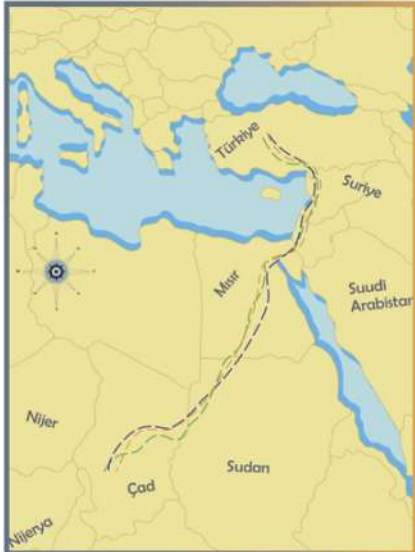 Türkiye
Suriye
Mısır
Suudi
Arabistan
Nijer
Çad
Sudan
Nijerya